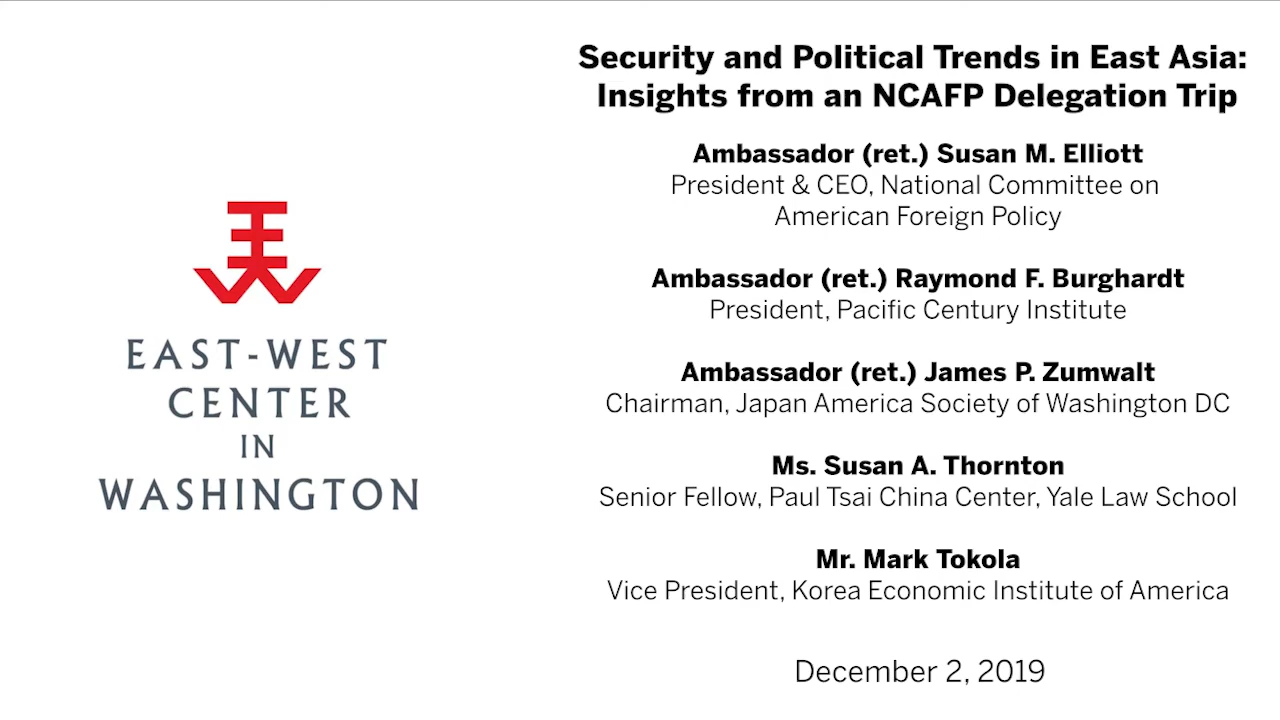 Security and Political Trends in East Asia:
Insights from an NCAFP Delegation Trip
Ambassador (ret.) Susan M. Elliott
President & CEO, National Committee on
American Foreign Policy
Ambassador (ret.) Raymond F. Burghardt
President, Pacific Century Institute
Ambassador (ret.) James P. Zumwalt
Chairman, Japan America Society of Washington DC
Ms. Susan A. Thornton
Senior Fellow, Paul Tsai China Center, Yale Law School
Mr. Mark Tokola
Vice President, Korea Economic Institute of America
December 2, 2019
EAST-WEST
CENTER
IN
WASHINGTON